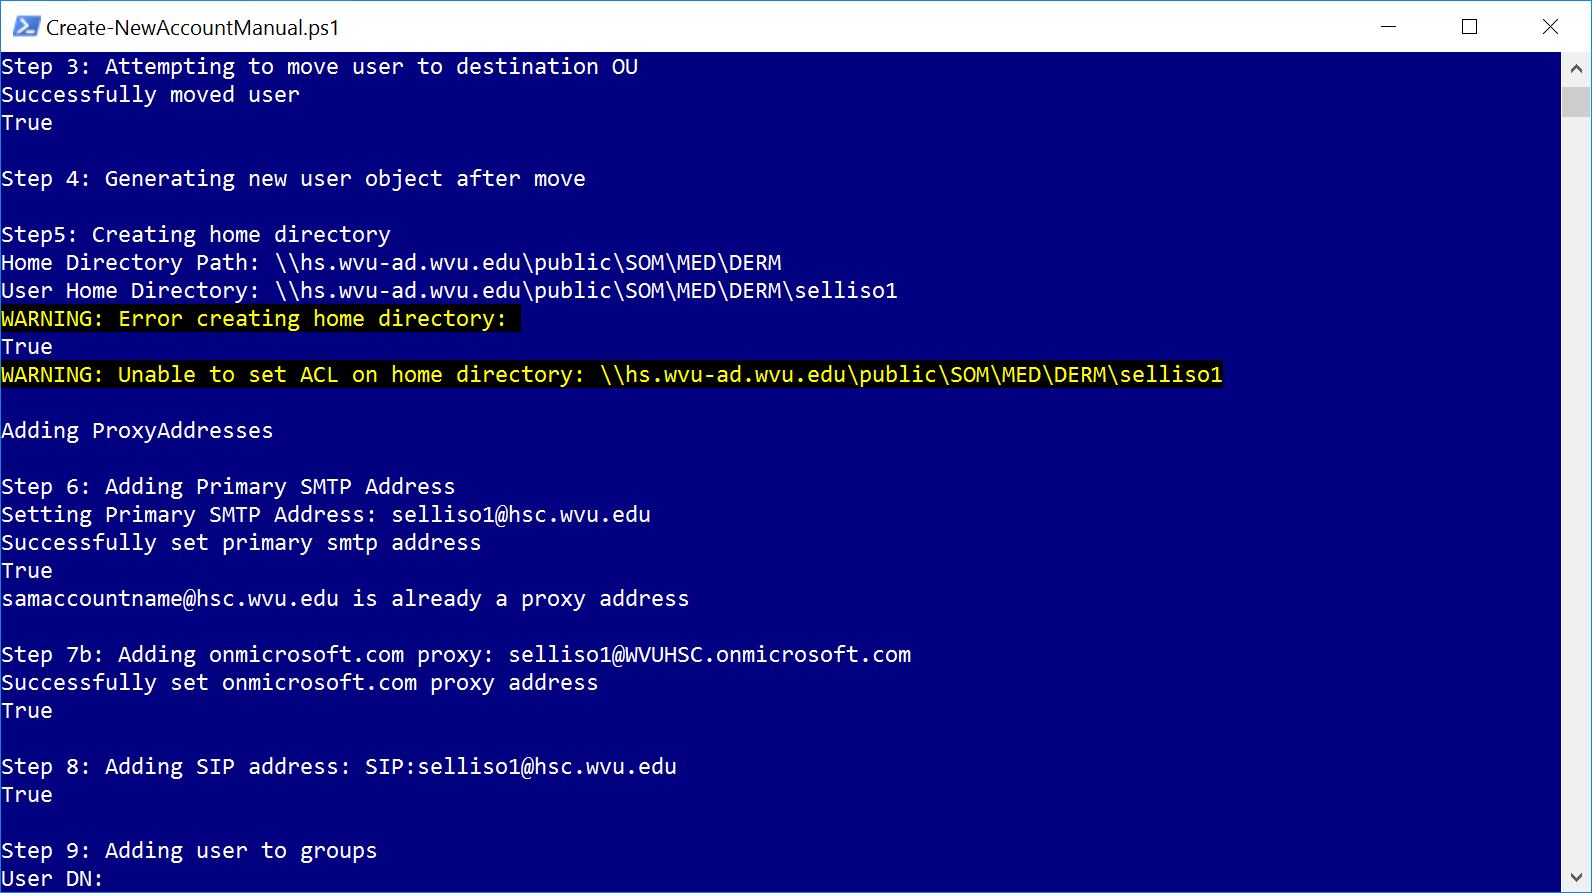 Create-NewAccountManual.ps1
Step 3: Attempting to move user to destination OU
Successfully moved user
True
Step 4: Generating new user object after move
Step5: Creating home directory
Home Directory Path: \\hs.wvu-ad.wvu.edu\public\SOM\MED\DERM
User Home Directory: \\hs.wvu-ad.wvu.edu\public\SOM\MED\DERM\selliso1
WARNING: Error creating home directory:
True
WARNING: Unable to set ACL on home directory: \\hs.wvu-ad.wvu.edu\public\SOM\MED\DERM\selliso1
Adding ProxyAddresses
Step 6: Adding Primary SMTP Address
Setting Primary SMTP Address: selliso1@hsc.wvu.edu
Successfully set primary smtp address
True
samaccountname@hsc.wvu.edu is already a proxy address
Step 7b: Adding onmicrosoft.com proxy: selliso1@WVUHSC.onmicrosoft.com
Successfully set onmicrosoft.com proxy address
True
Step 8: Adding SIP address: SIP:selliso1@hsc.wvu.edu
True
Step 9: Adding user to groups
User DN: